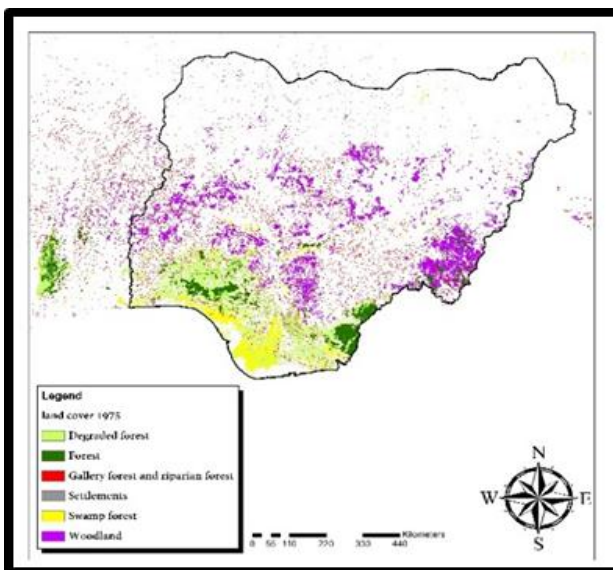 Legend
land cover 1975
Degraded forest
Forest
Gallery forest and riparian forest
Settlements
Swamp forest
Woodland
Kilometers
0 55 110 220 330 440
N
W E
S